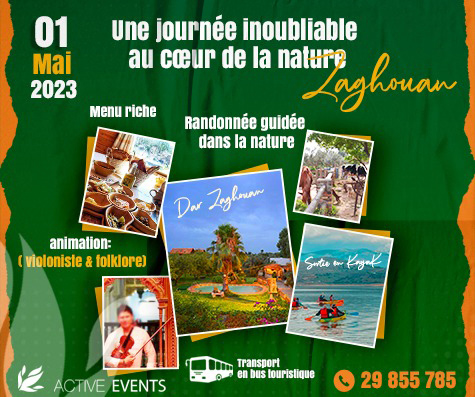 01
Mai
2023
Une journée inoubliable
au cœur de la nature
Zaghouan
Menu riche
Randonnée guidée
dans la nature
Dar Zaghouan
animation:
( violoniste & folklore)
Sortie en Kayak
Transport
en bus touristique
ACTIVE EVENTS
29 855 785